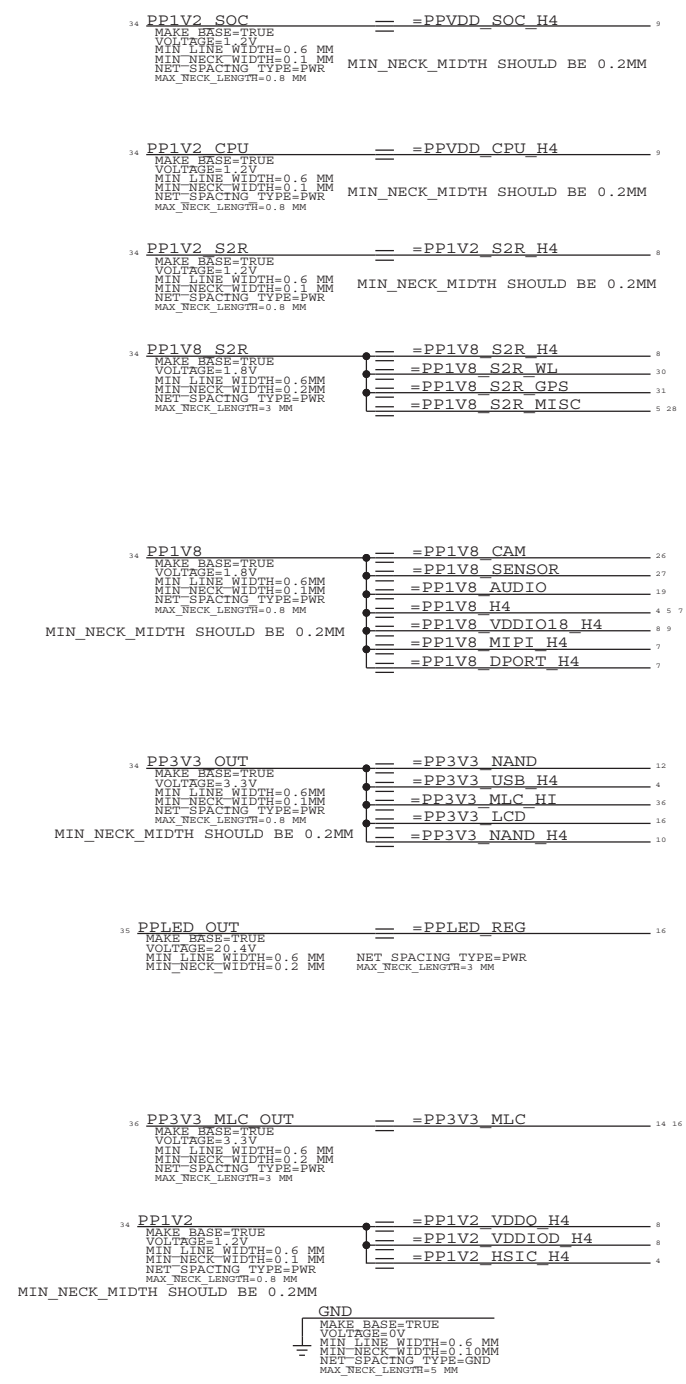 34 PP1V2_SOC =PPVDD_SOC_H4 9
MAKE_BASE=TRUE
VOLTAGE=1.2V
MIN_LINE_WIDTH=0.6 MM
MIN_NECK_WIDTH=0.1 MM
NET_SPACING_TYPE=PWR
MAX_NECK_LENGTH=0.8 MM
MIN_NECK_MIDTH SHOULD BE 0.2MM
34 PP1V2_CPU =PPVDD_CPU_H4 9
MAKE_BASE=TRUE
VOLTAGE=1.2V
MIN_LINE_WIDTH=0.6 MM
MIN_NECK_WIDTH=0.1 MM
NET_SPACING_TYPE=PWR
MAX_NECK_LENGTH=0.8 MM
MIN_NECK_MIDTH SHOULD BE 0.2MM
34 PP1V2_S2R =PP1V2_S2R_H4 8
MAKE_BASE=TRUE
VOLTAGE=1.2V
MIN_LINE_WIDTH=0.6 MM
MIN_NECK_WIDTH=0.1 MM
NET_SPACING_TYPE=PWR
MAX_NECK_LENGTH=0.8 MM
MIN_NECK_MIDTH SHOULD BE 0.2MM
34 PP1V8_S2R =PP1V8_S2R_H4 8
MAKE_BASE=TRUE
VOLTAGE=1.8V
MIN_LINE_WIDTH=0.6MM
MIN_NECK_WIDTH=0.2MM
NET_SPACING_TYPE=PWR
MAX_NECK_LENGTH=3 MM
=PP1V8_S2R_WL 30
=PP1V8_S2R_GPS 31
=PP1V8_S2R_MISC 5 28
34 PP1V8 =PP1V8_CAM 26
MAKE_BASE=TRUE
VOLTAGE=1.8V
MIN_LINE_WIDTH=0.6MM
MIN_NECK_WIDTH=0.1MM
NET_SPACING_TYPE=PWR
MAX_NECK_LENGTH=0.8 MM
MIN_NECK_MIDTH SHOULD BE 0.2MM
=PP1V8_SENSOR 27
=PP1V8_AUDIO 19
=PP1V8_H4 4 5 7
=PP1V8_VDDIO18_H4 8 9
=PP1V8_MIPI_H4 7
=PP1V8_DPORT_H4 7
34 PP3V3_OUT =PP3V3_NAND 12
MAKE_BASE=TRUE
VOLTAGE=3.3V
MIN_LINE_WIDTH=0.6MM
MIN_NECK_WIDTH=0.1MM
NET_SPACING_TYPE=PWR
MAX_NECK_LENGTH=0.8 MM
MIN_NECK_MIDTH SHOULD BE 0.2MM
=PP3V3_USB_H4 4
=PP3V3_MLC_HI 36
=PP3V3_LCD 16
=PP3V3_NAND_H4 10
35 PPLED_OUT =PPLED_REG 16
MAKE_BASE=TRUE
VOLTAGE=20.4V
MIN_LINE_WIDTH=0.6 MM NET_SPACING_TYPE=PWR
MIN_NECK_WIDTH=0.2 MM MAX_NECK_LENGTH=3 MM
36 PP3V3_MLC_OUT =PP3V3_MLC 14 16
MAKE_BASE=TRUE
VOLTAGE=3.3V
MIN_LINE_WIDTH=0.6 MM
MIN_NECK_WIDTH=0.2 MM
NET_SPACING_TYPE=PWR
MAX_NECK_LENGTH=3 MM
34 PP1V2 =PP1V2_VDDQ_H4 8
MAKE_BASE=TRUE
VOLTAGE=1.2V
MIN_LINE_WIDTH=0.6 MM
MIN_NECK_WIDTH=0.1 MM
NET_SPACING_TYPE=PWR
MAX_NECK_LENGTH=0.8 MM
MIN_NECK_MIDTH SHOULD BE 0.2MM
=PP1V2_VDDIOD_H4 8
=PP1V2_HSIC_H4 4
GND
MAKE_BASE=TRUE
VOLTAGE=0V
MIN_LINE_WIDTH=0.6 MM
MIN_NECK_WIDTH=0.10MM
NET_SPACING_TYPE=GND
MAX_NECK_LENGTH=5 MM